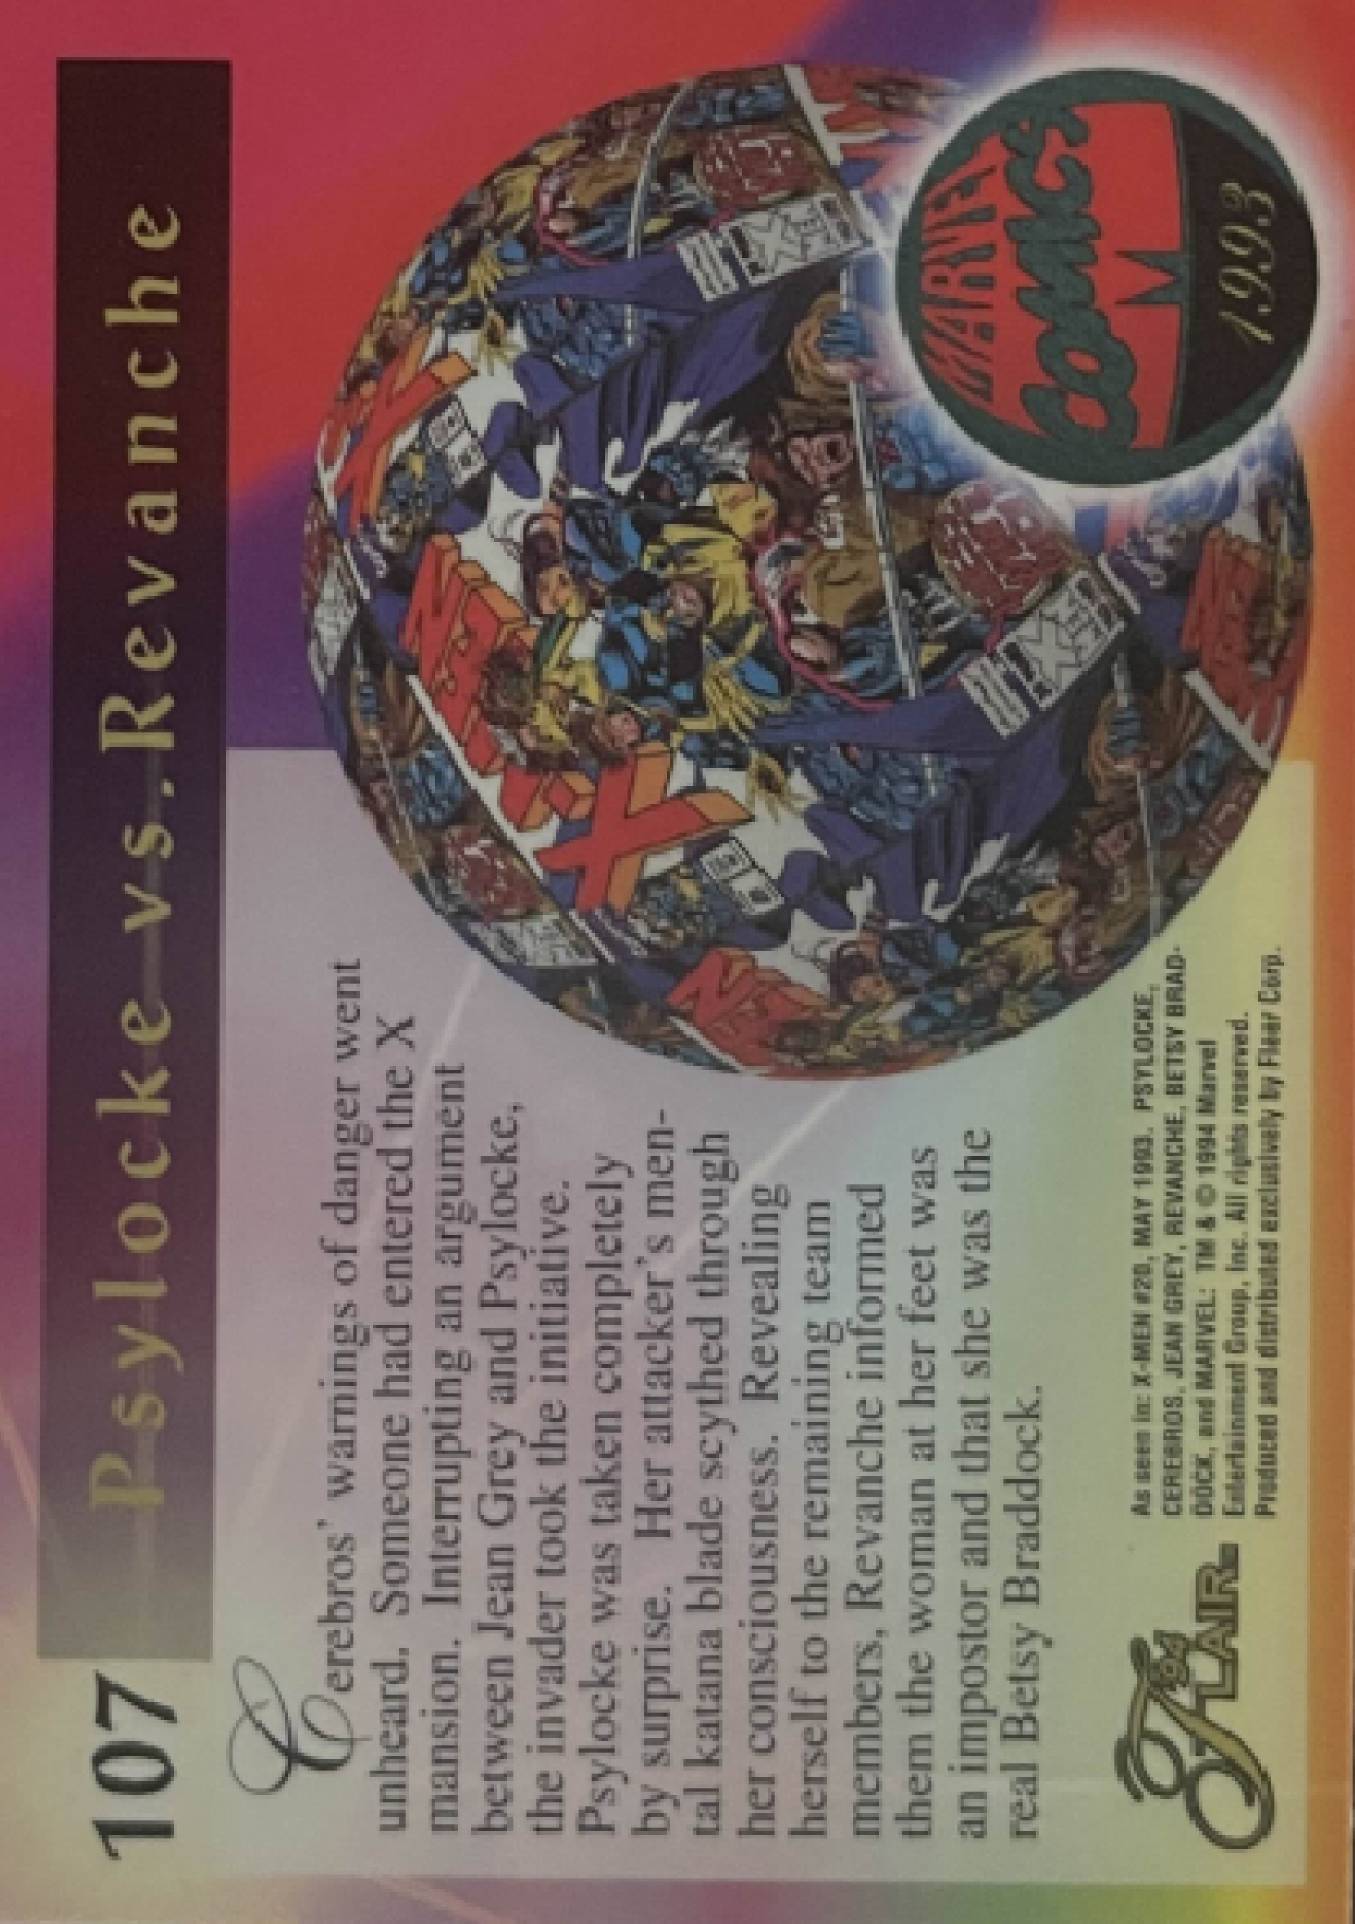 107
Psylocke vs. Revanche
Cerebros' warnings of danger went
unheard. Someone had entered the X
mansion. Interrupting an argument
between Jean Grey and Psylocke,
the invader took the initiative.
Psylocke was taken completely
by surprise. Her attacker's men-
tal katana blade scythed through
her consciousness. Revealing
herself to the remaining team
members, Revanche informed
them the woman at her feet was
an impostor and that she was the
real Betsy Braddock.
X-MEN
X-MEN
MARVEL
COMICS
M
1993
'94
FLAIR
As seen in: X-MEN #20, MAY 1993. PSYLOCKE,
CEREBROS, JEAN GREY, REVANCHE, BETSY BRAD-
DOCK, and MARVEL: TM & © 1994 Marvel
Entertainment Group, Inc. All rights reserved.
Produced and distributed exclusively by Fleer Corp.